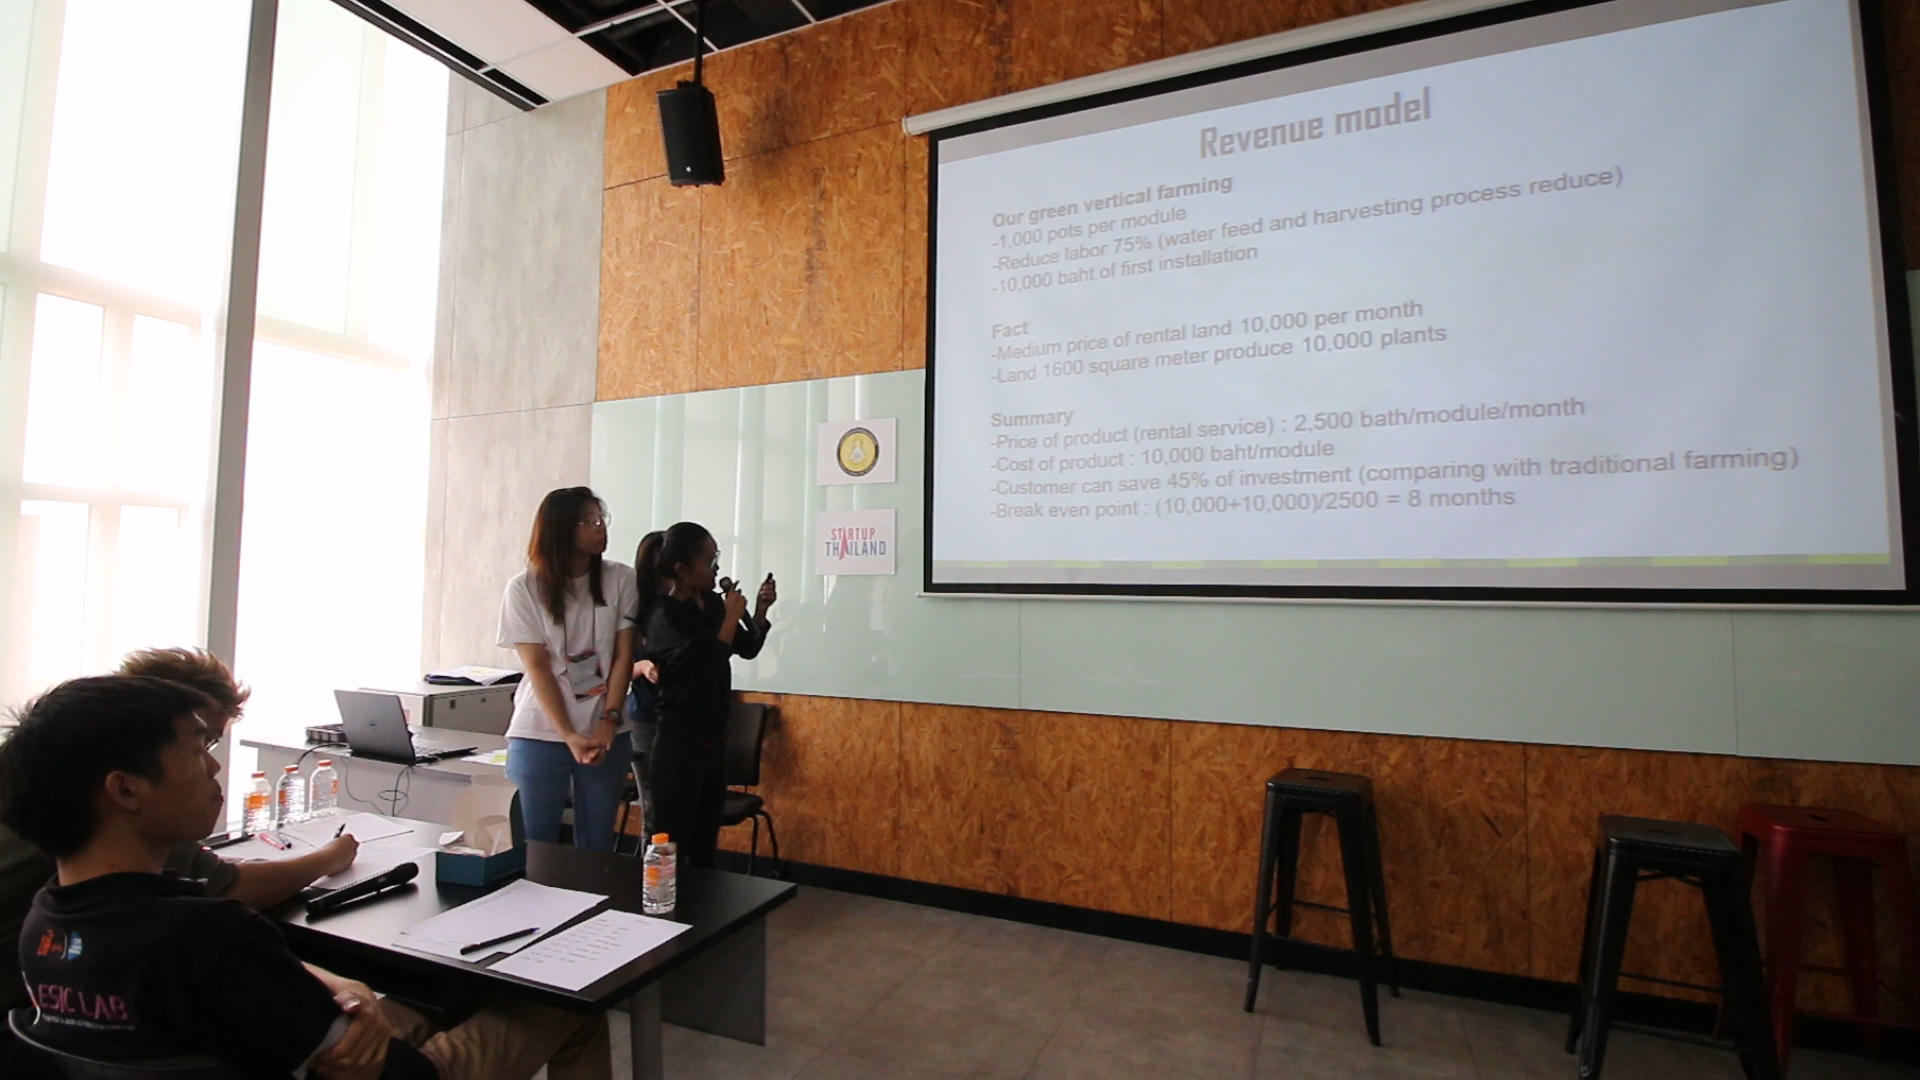 Revenue model
Our green vertical farming
-1,000 pots per module
-Reduce labor 75% (water feed and harvesting process reduce)
-10,000 baht of first installation
Fact
-Medium price of rental land 10,000 per month
-Land 1600 square meter produce 10,000 plants
Summary
-Price of product (rental service) : 2,500 bath/module/month
-Cost of product : 10,000 baht/module
-Customer can save 45% of investment (comparing with traditional farming)
-Break even point : (10,000+10,000)/2500 = 8 months
STARTUP
THAILAND
ESIC LAB